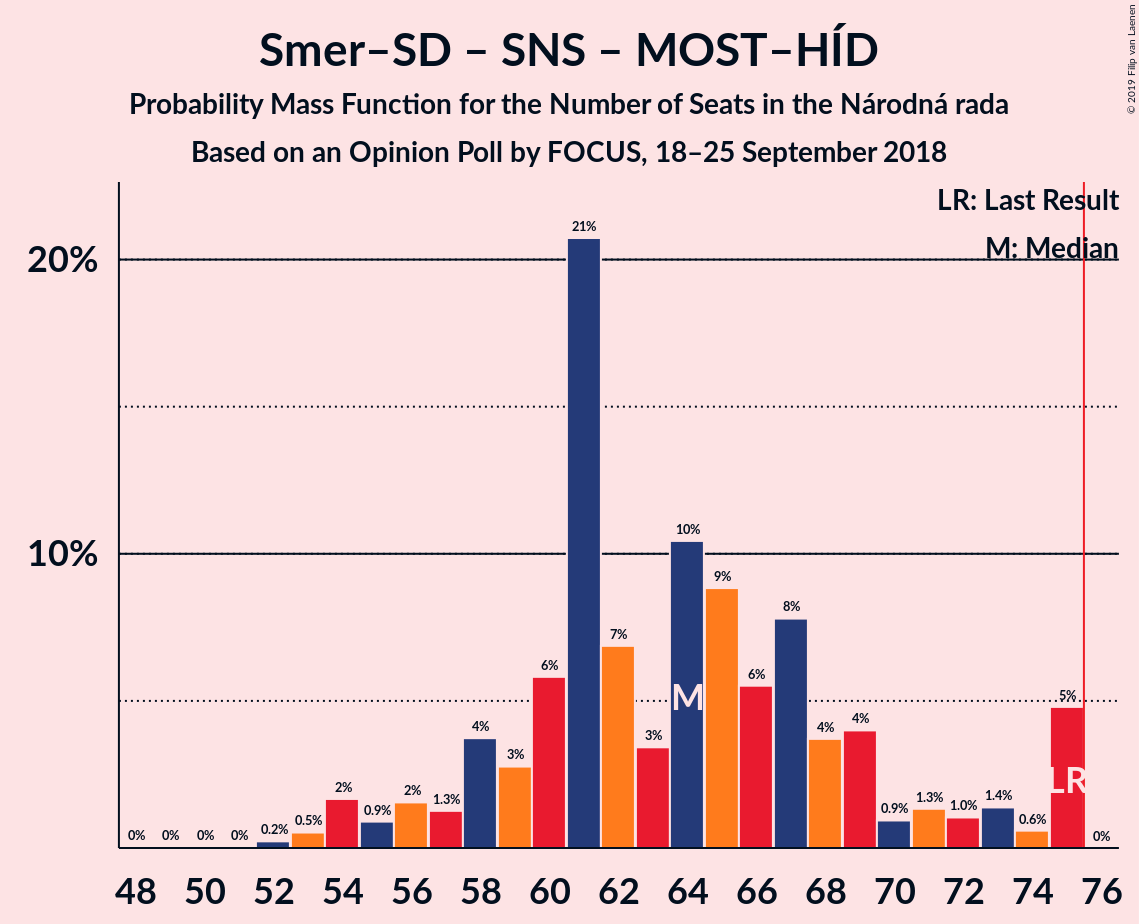 Smer–SD – SNS – MOST–HÍD
Probability Mass Function for the Number of Seats in the Národná rada
Based on an Opinion Poll by FOCUS, 18–25 September 2018
© 2019 Filip van Laenen
LR: Last Result
M: Median
20%
10%
0% 0% 0% 0% 0.2% 0.5% 2% 0.9% 2% 1.3% 4% 3% 6% 21% 7% 3% 10% 9% 6% 8% 4% 4% 0.9% 1.3% 1.0% 1.4% 0.6% 5% 0%
M
LR
48 50 52 54 56 58 60 62 64 66 68 70 72 74 76